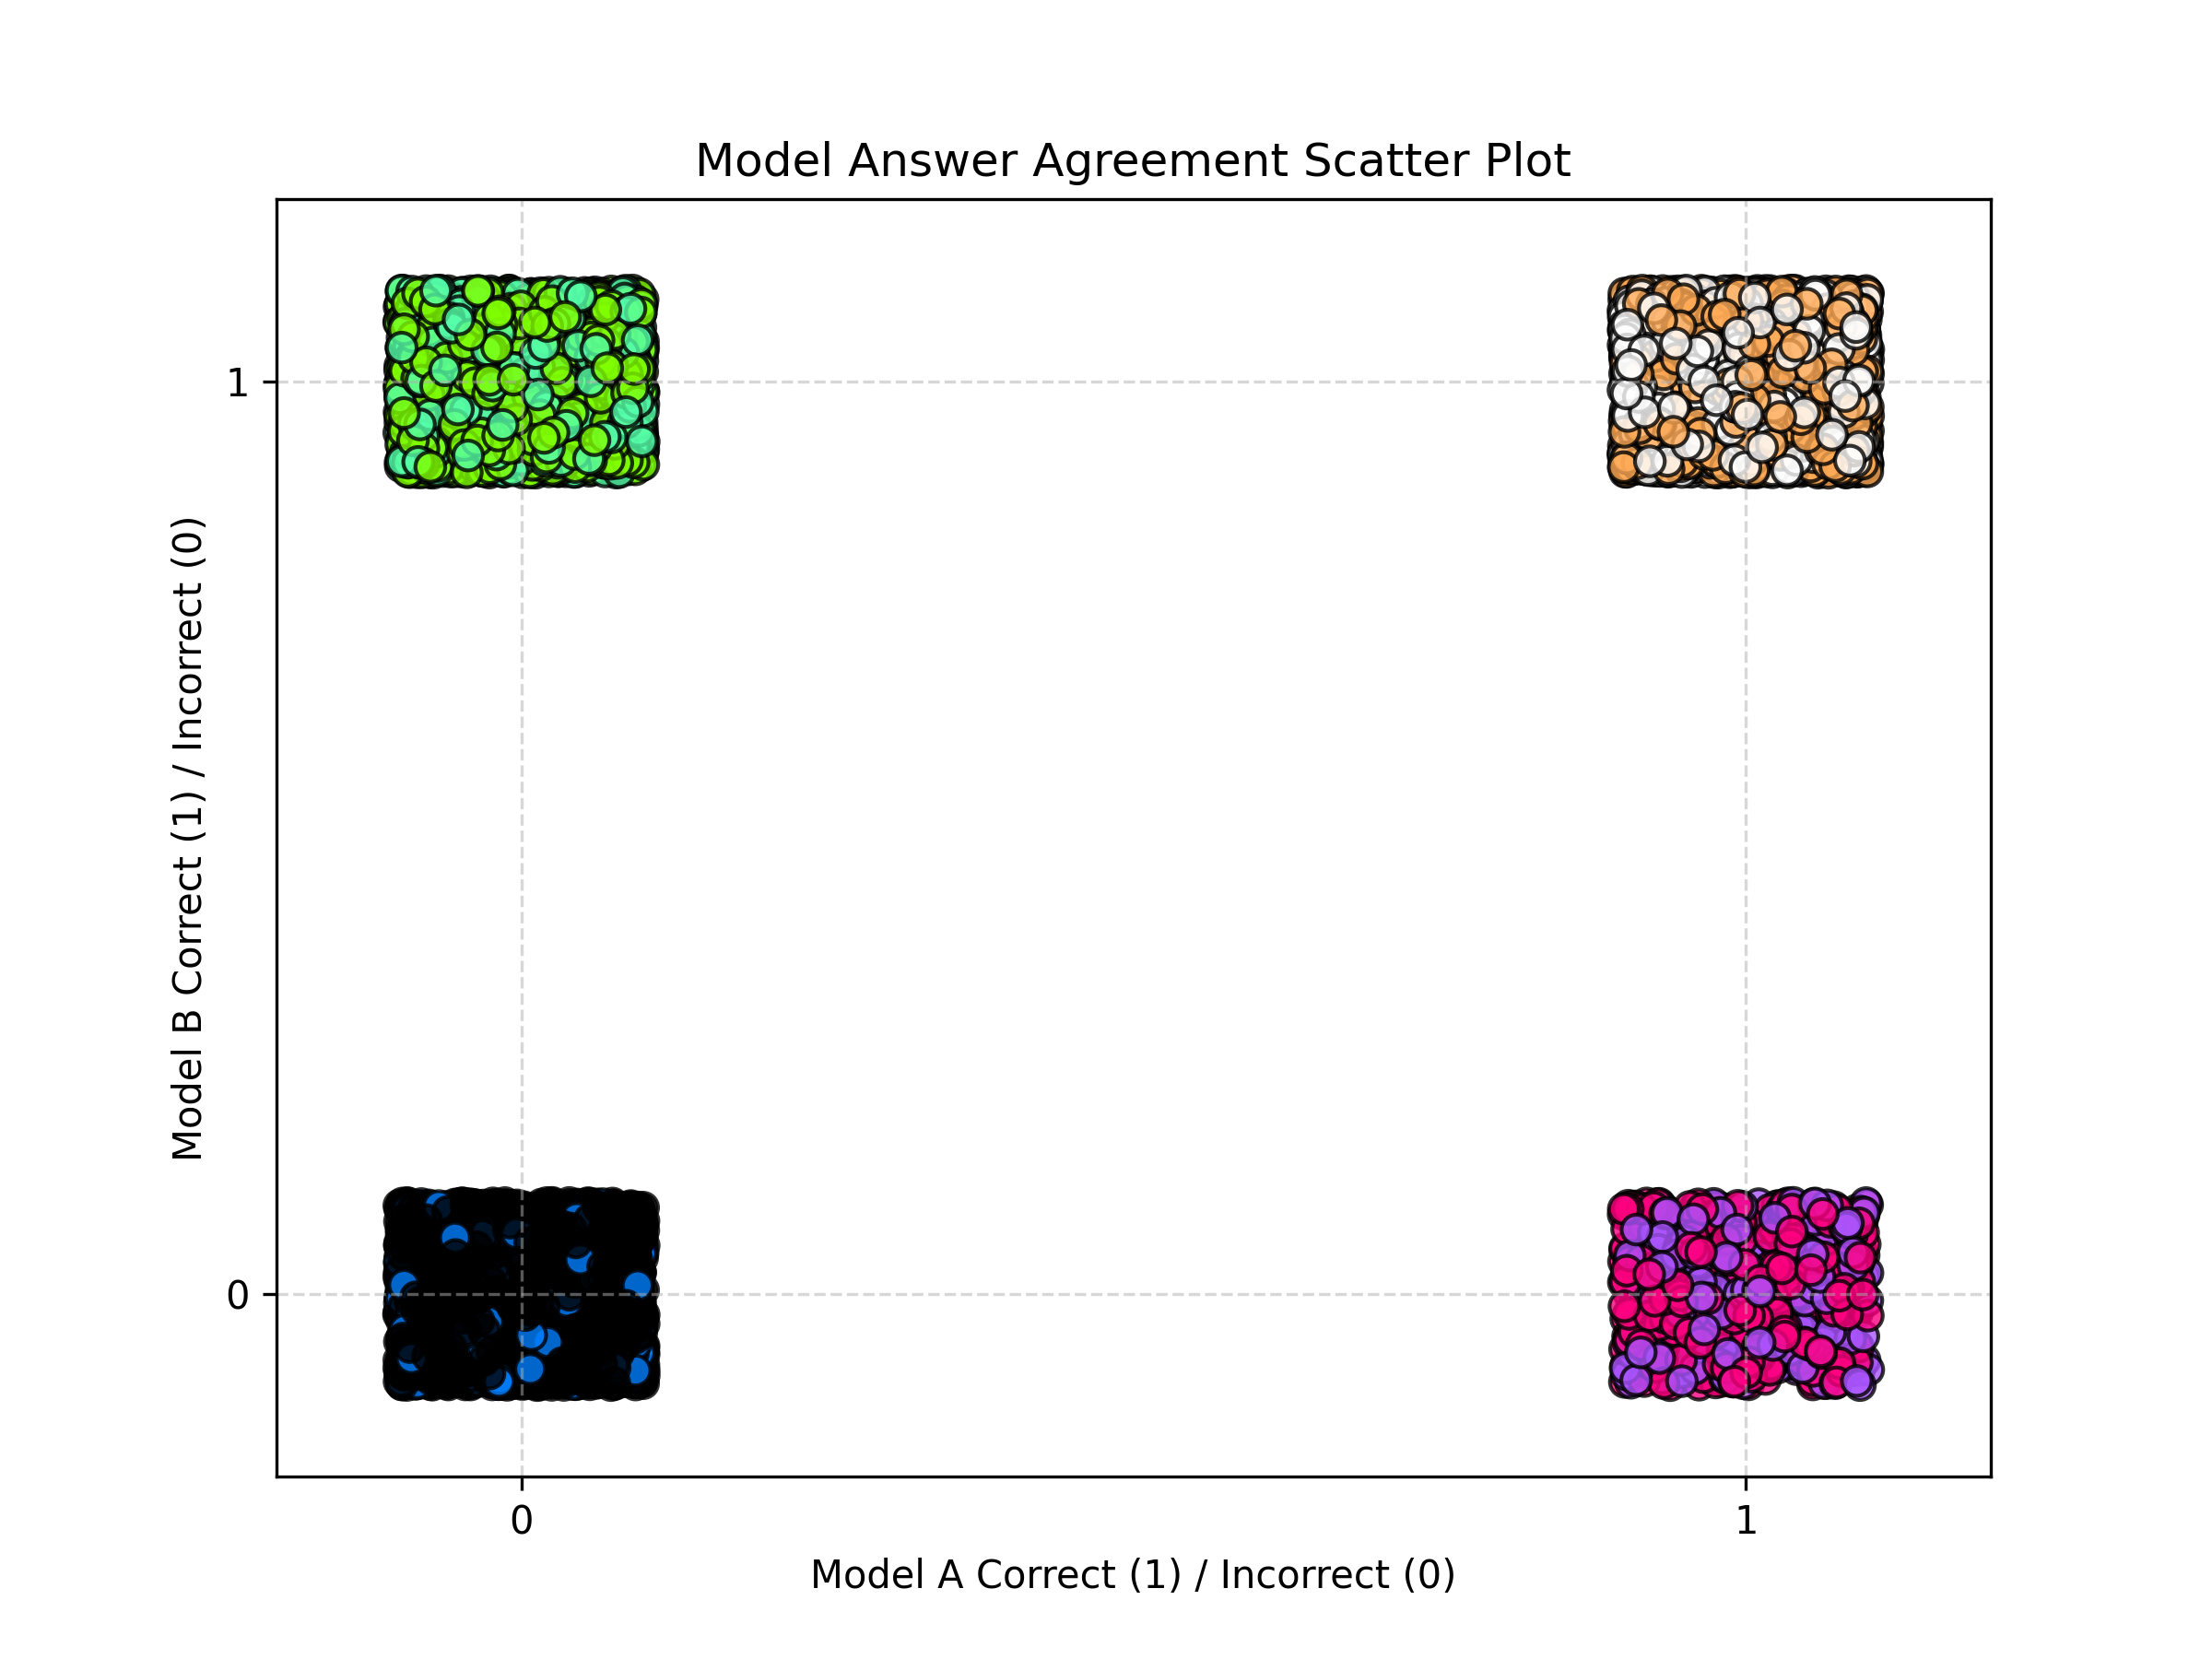 Model Answer Agreement Scatter Plot
Model B Correct (1) / Incorrect (0)
1
0
0 1
Model A Correct (1) / Incorrect (0)